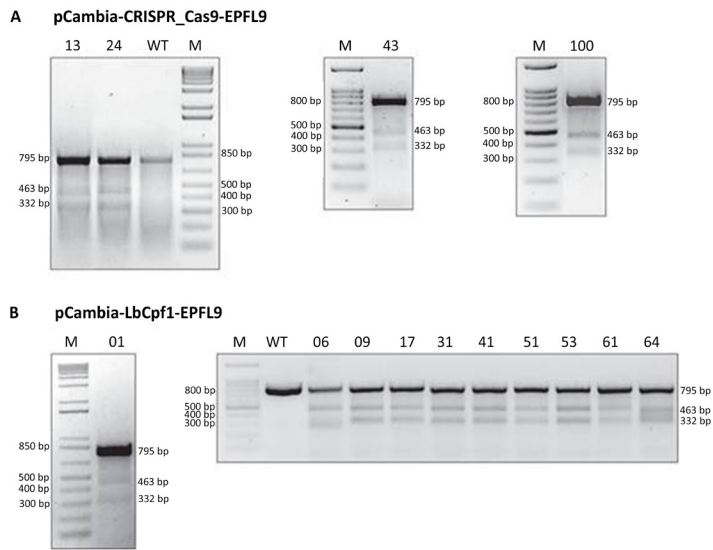 A pCambia-CRISPR_Cas9-EPFL9
13 24 WT M
795 bp
463 bp
332 bp
850 bp
500 bp
400 bp
300 bp
M 43
800 bp
500 bp
400 bp
300 bp
795 bp
463 bp
332 bp
M 100
800 bp
500 bp
400 bp
300 bp
795 bp
463 bp
332 bp
B pCambia-LbCpf1-EPFL9
M 01
850 bp
500 bp
400 bp
300 bp
795 bp
463 bp
332 bp
M WT 06 09 17 31 41 51 53 61 64
800 bp
500 bp
400 bp
300 bp
795 bp
463 bp
332 bp